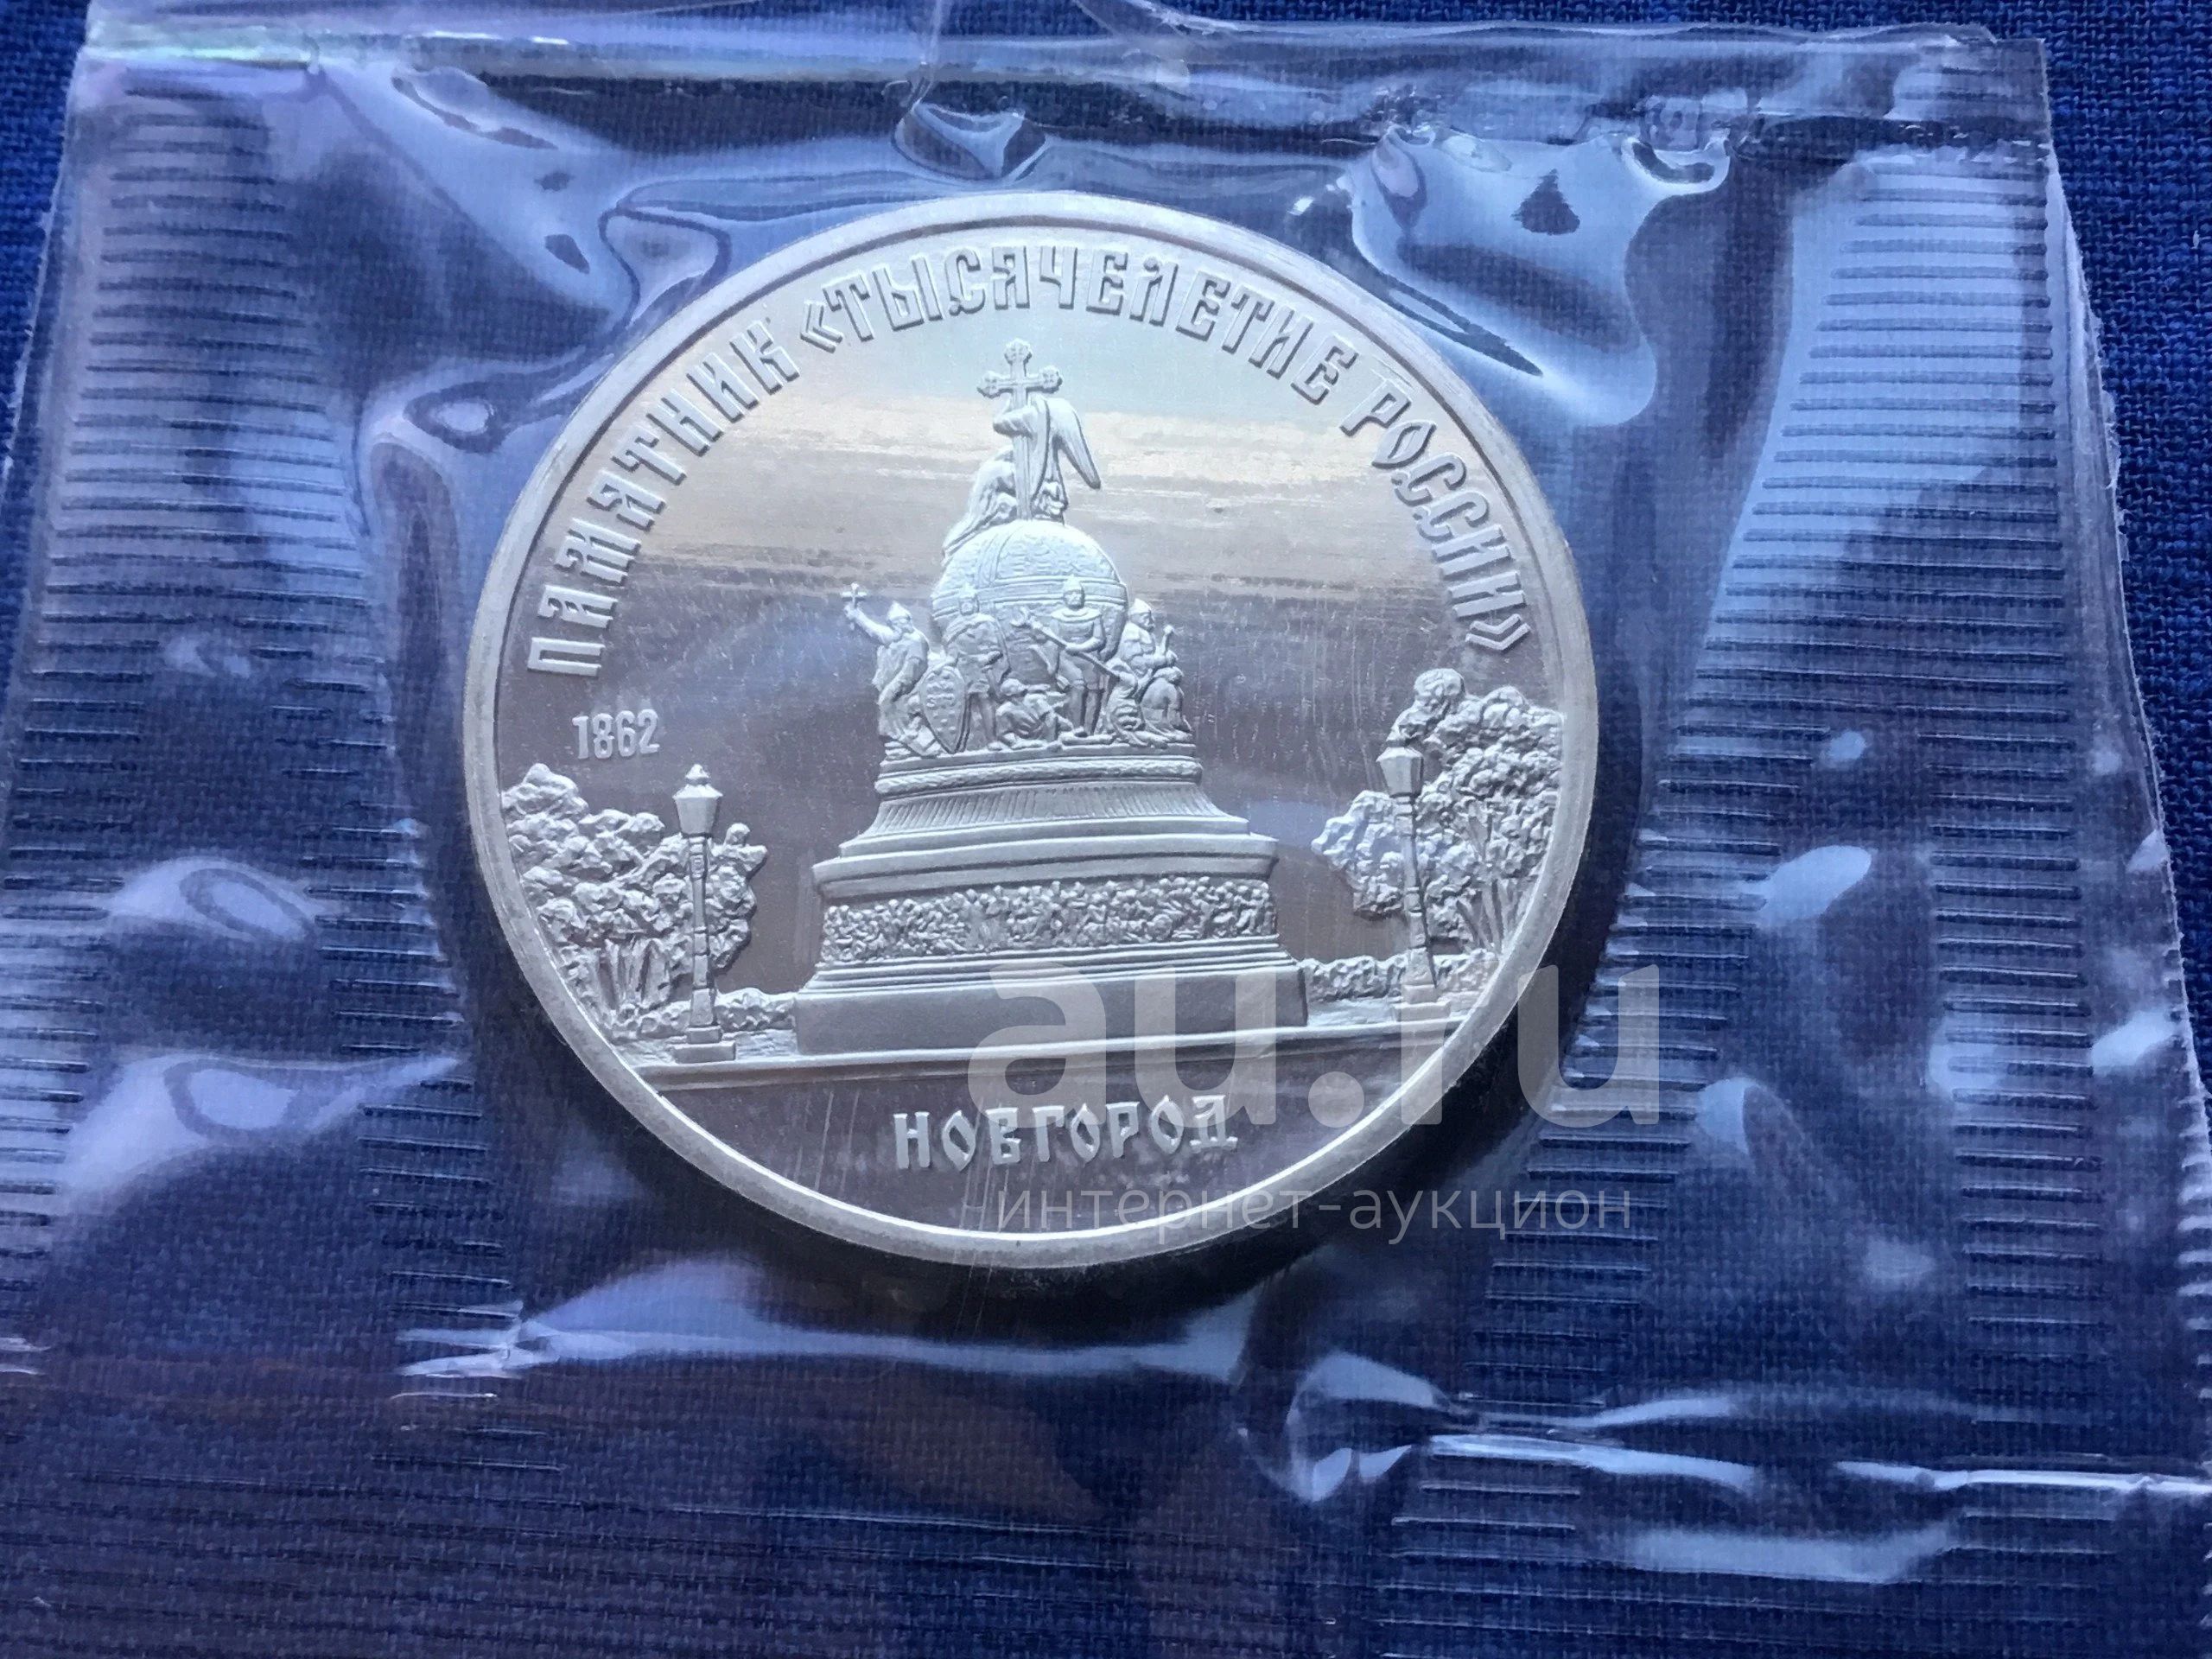 ПАМЯТНИК «ТЫСЯЧЕЛЕТИЕ РОССИИ»
1862
НОВГОРОД
au.ru
интернет-аукцион